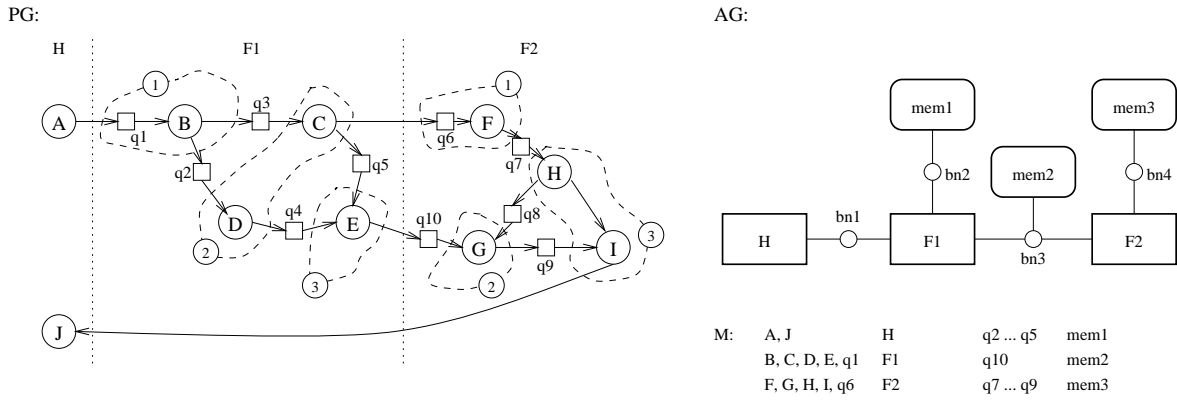 PG:
H F1 F2
1 1
q3
A B C F
q1 q6
q7
q2 q5
H
q4 q10 q8
D E G I 3
q9
2 3 2
J
AG:
mem1 mem3
bn2 mem2 bn4
bn1
H F1 F2
bn3
M: A, J H q2 ... q5 mem1
B, C, D, E, q1 F1 q10 mem2
F, G, H, I, q6 F2 q7 ... q9 mem3